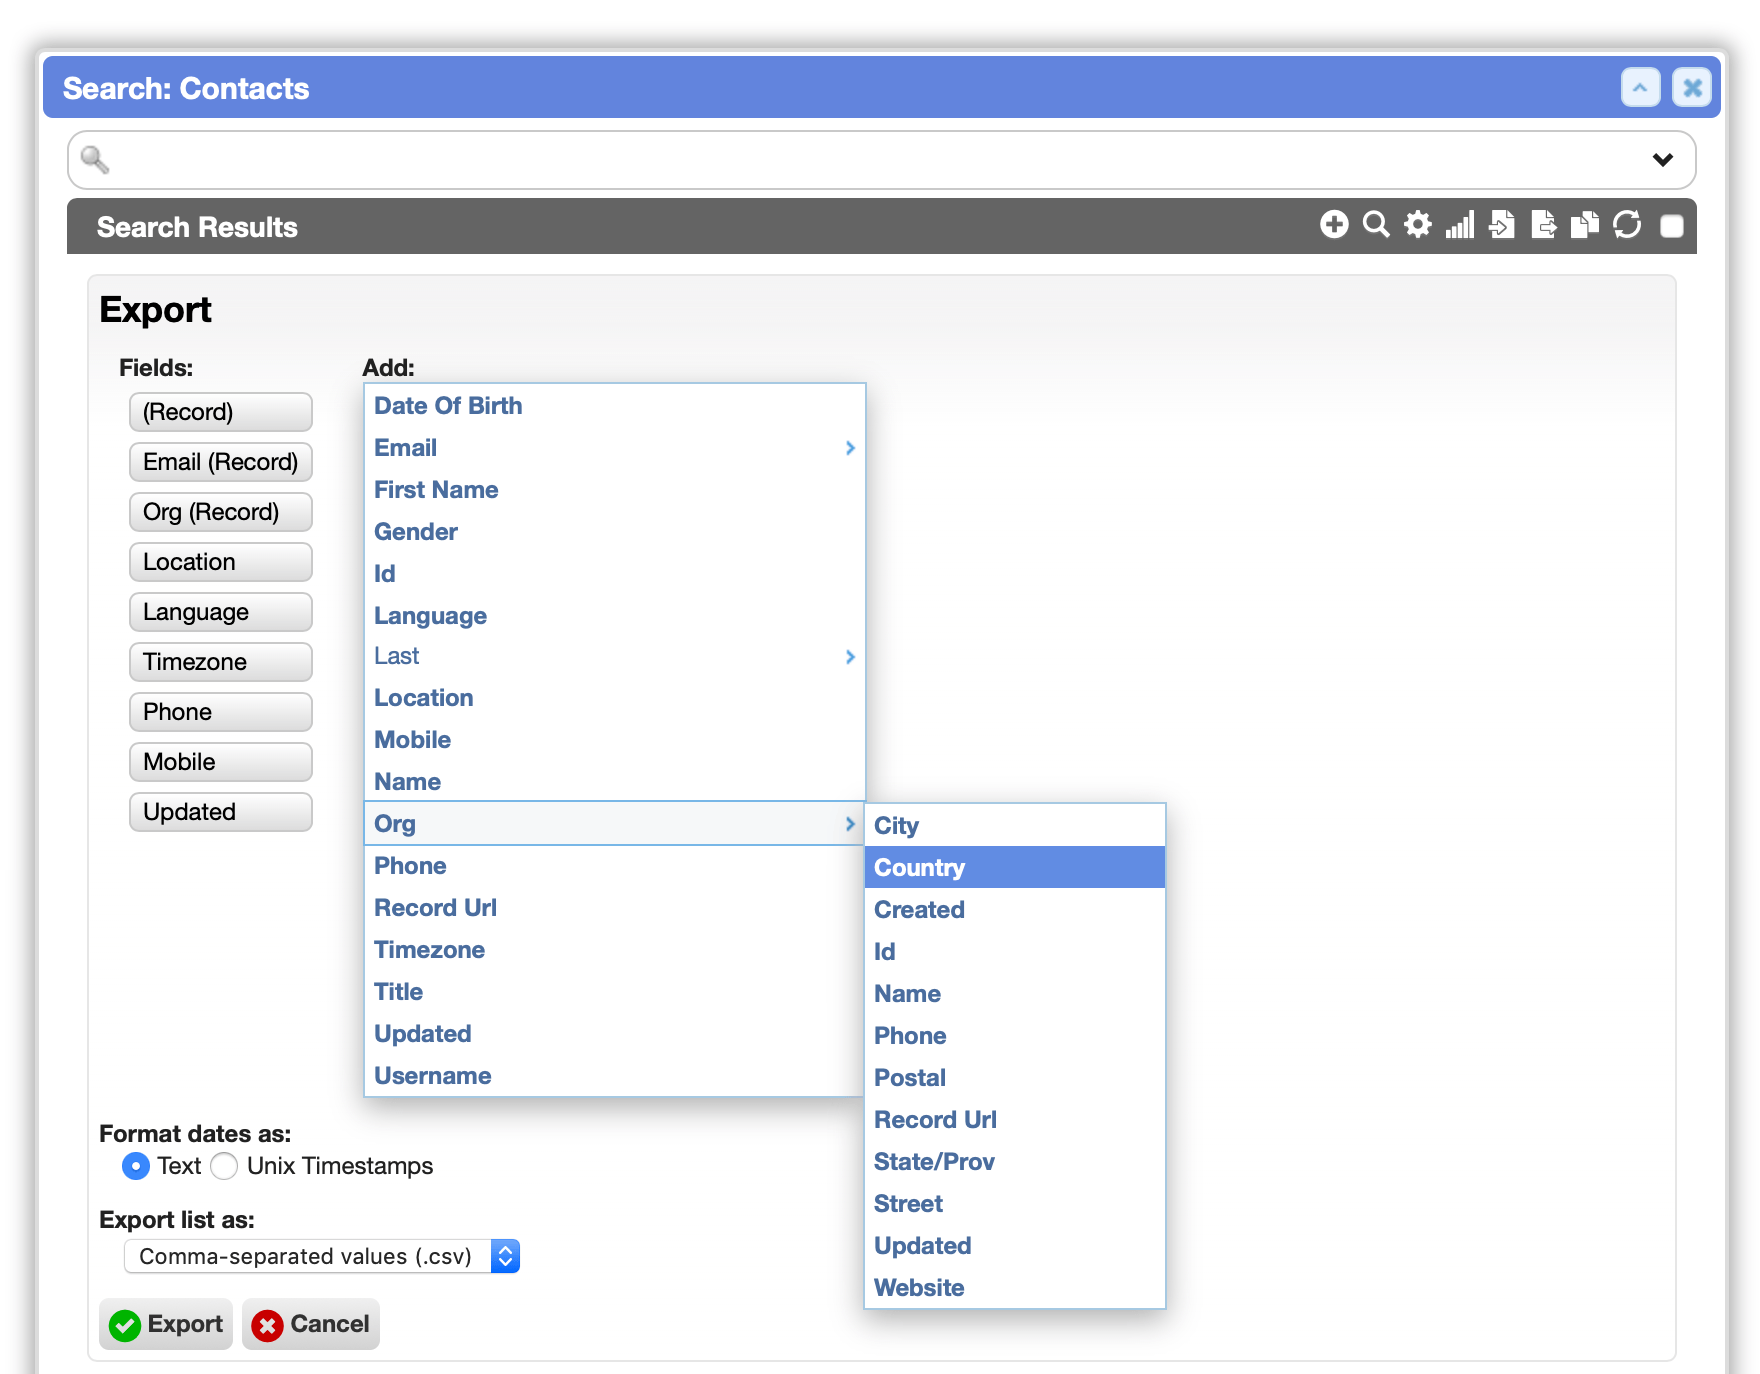 Search: Contacts
Search Results
Export
Fields:
(Record)
Email (Record)
Org (Record)
Location
Language
Timezone
Phone
Mobile
Updated
Add:
Date Of Birth
Email
First Name
Gender
Id
Language
Last
Location
Mobile
Name
Org
Phone
Record Url
Timezone
Title
Updated
Username
City
Country
Created
Id
Name
Phone
Postal
Record Url
State/Prov
Street
Updated
Website
Format dates as:
Text Unix Timestamps
Export list as:
Comma-separated values (.csv)
Export Cancel